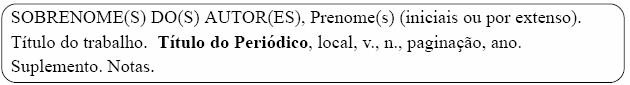 SOBRENOME(S) DO(S) AUTOR(ES), Prenome(s) (iniciais ou por extenso).
Título do trabalho. Título do Periódico, local, v., n., paginação, ano.
Suplemento. Notas.